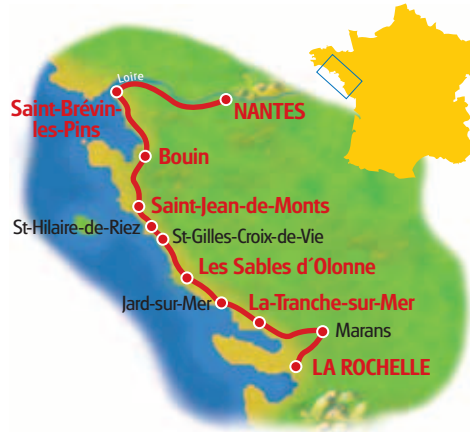 Loire
Saint-Brévin-
les-Pins
NANTES
Bouin
Saint-Jean-de-Monts
St-Hilaire-de-Riez
St-Gilles-Croix-de-Vie
Les Sables d´Olonne
Jard-sur-Mer
La-Tranche-sur-Mer
Marans
LA ROCHELLE